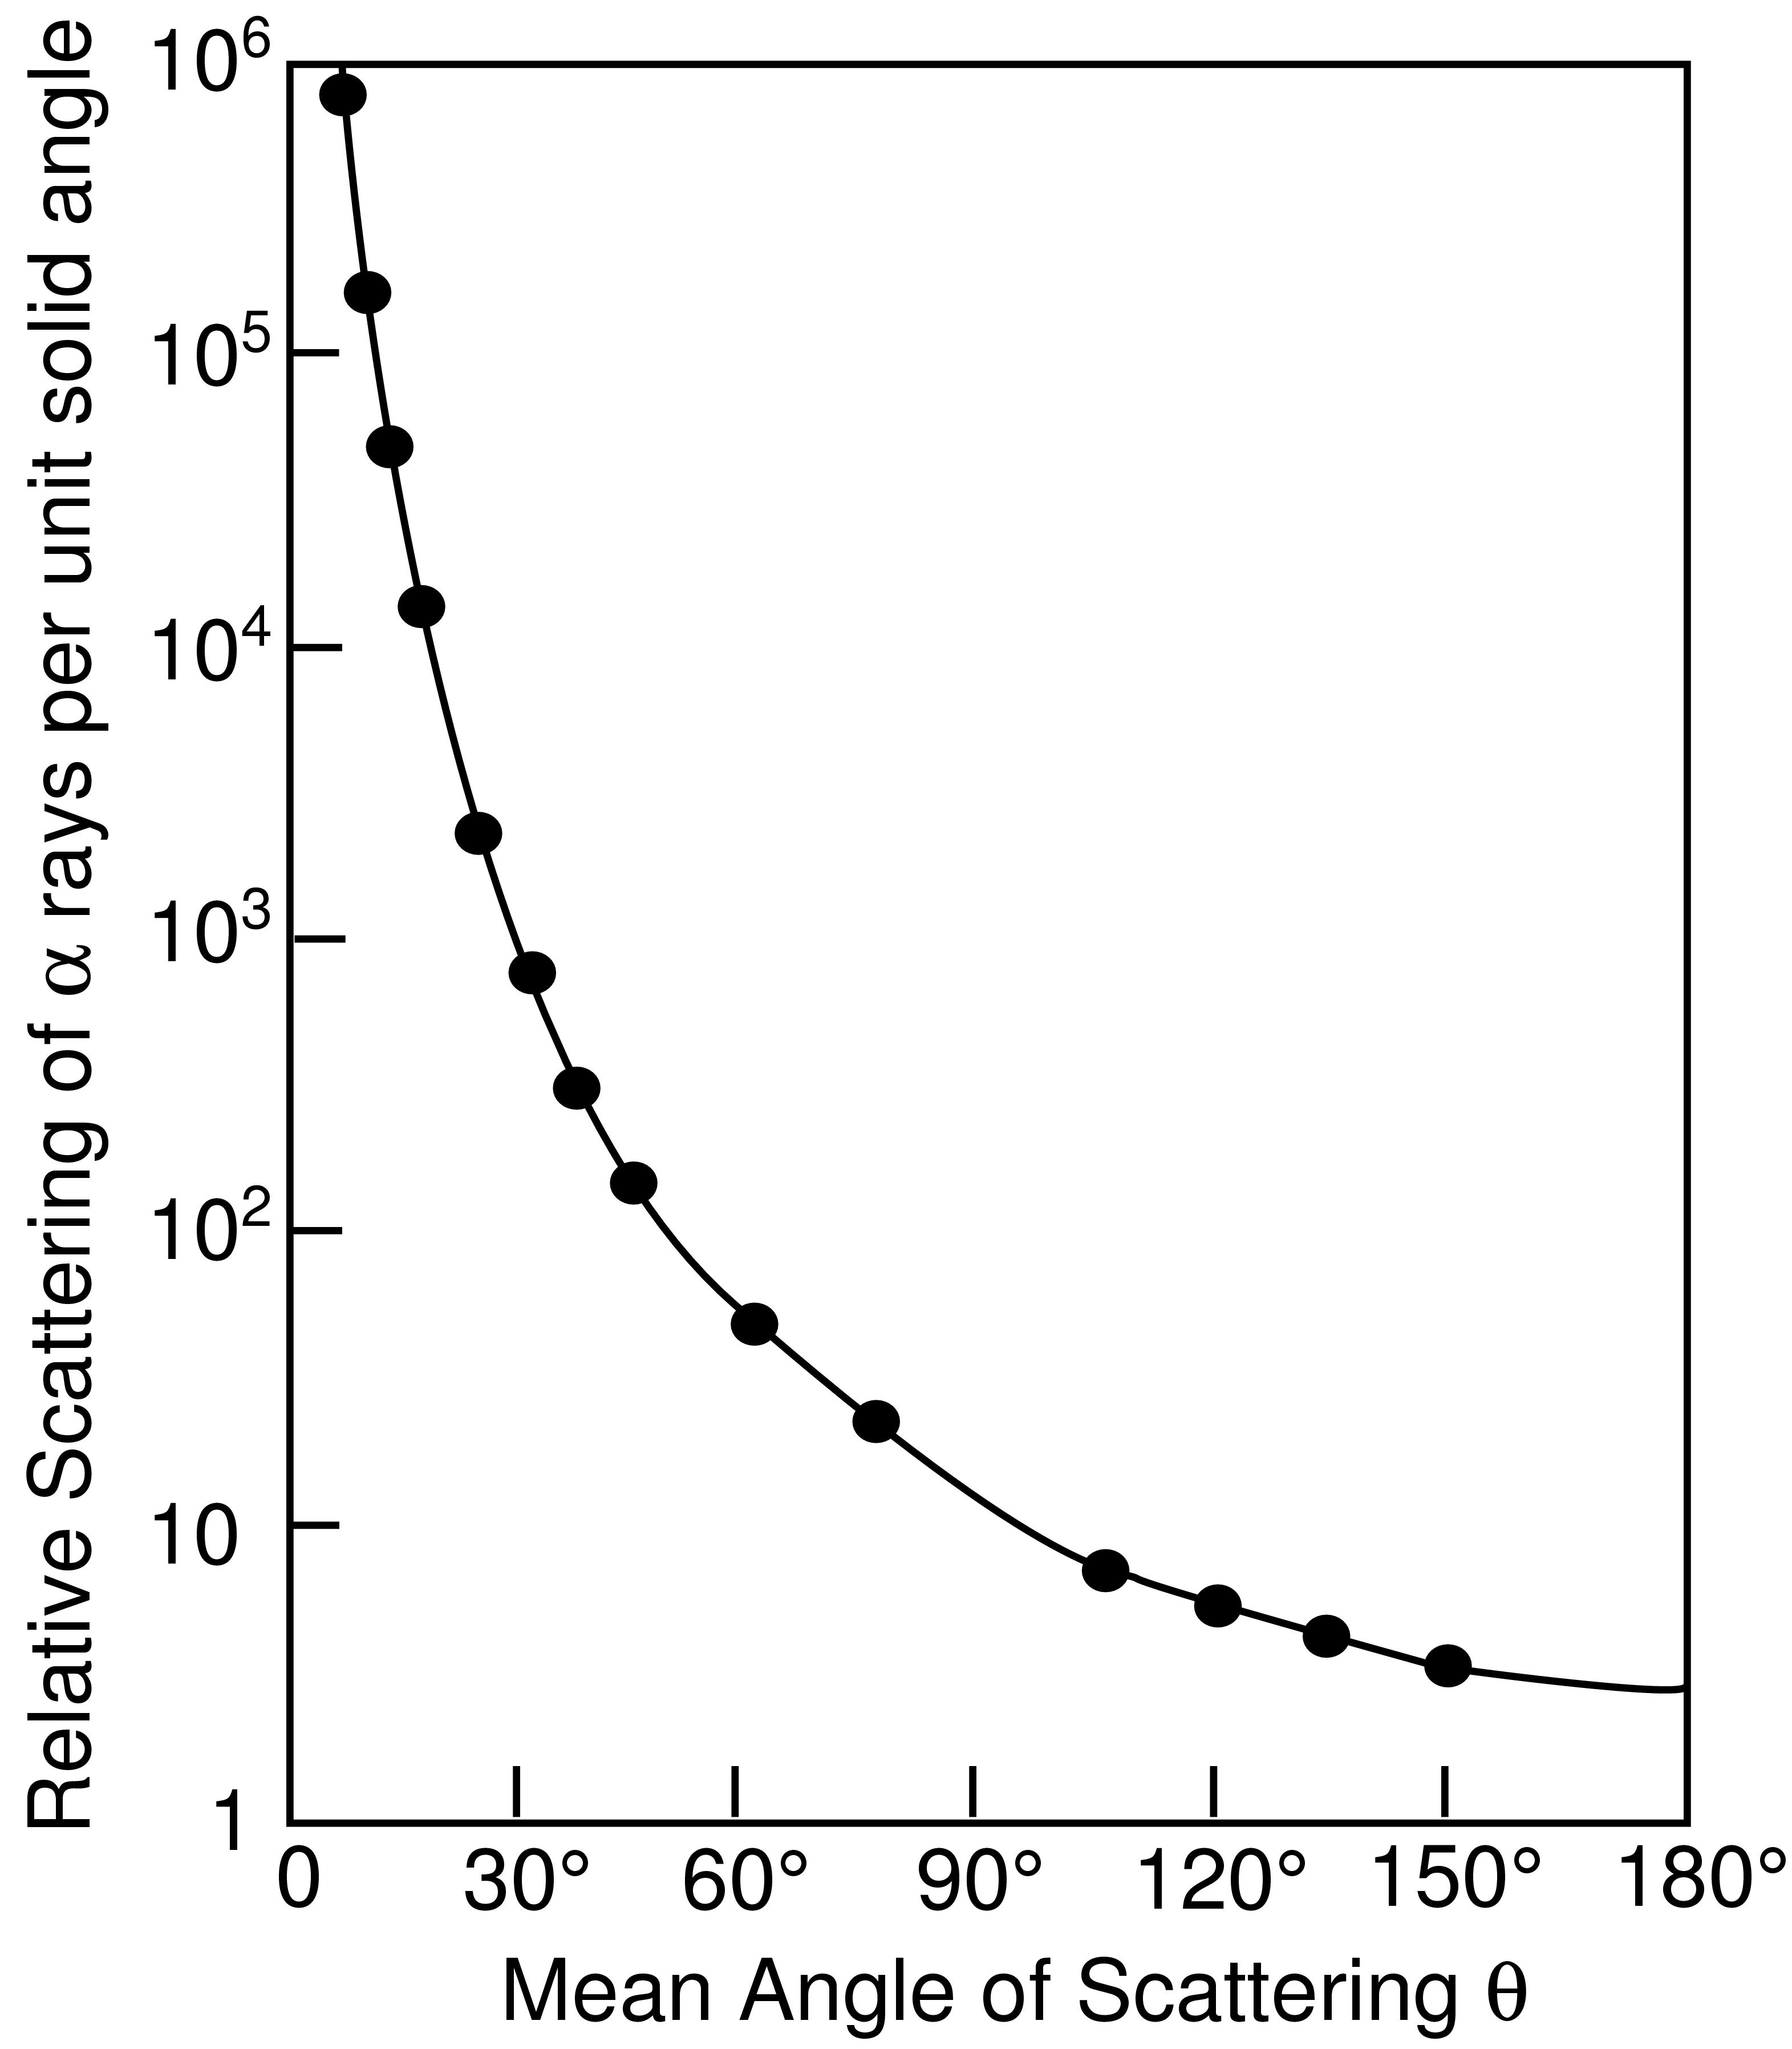 Relative Scattering of α rays per unit solid angle
10⁶
10⁵
10⁴
10³
10²
10
1
0 30° 60° 90° 120° 150° 180°
Mean Angle of Scattering θ